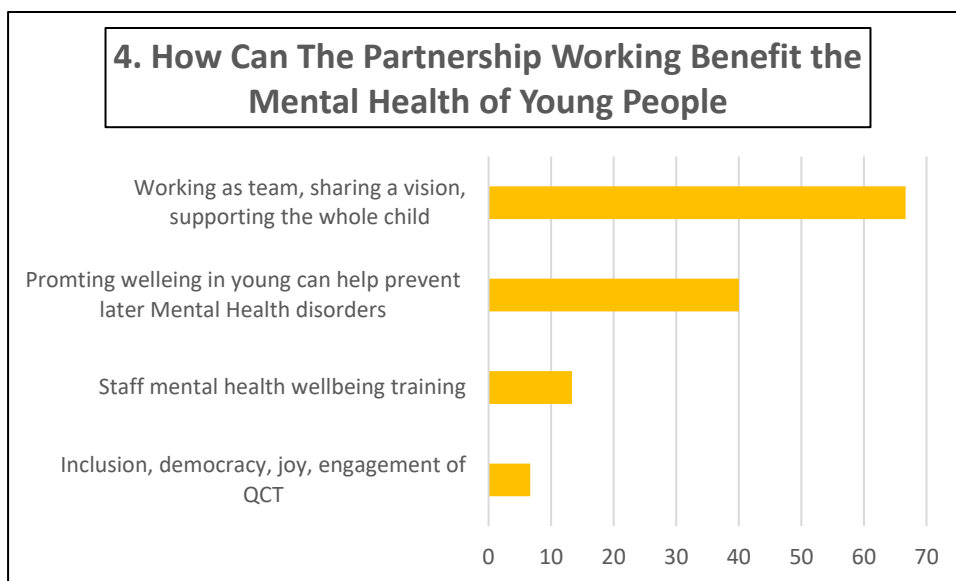 4. How Can The Partnership Working Benefit the
Mental Health of Young People
Working as team, sharing a vision,
supporting the whole child
Promting welleing in young can help prevent
later Mental Health disorders
Staff mental health wellbeing training
Inclusion, democracy, joy, engagement of
QCT
0 10 20 30 40 50 60 70